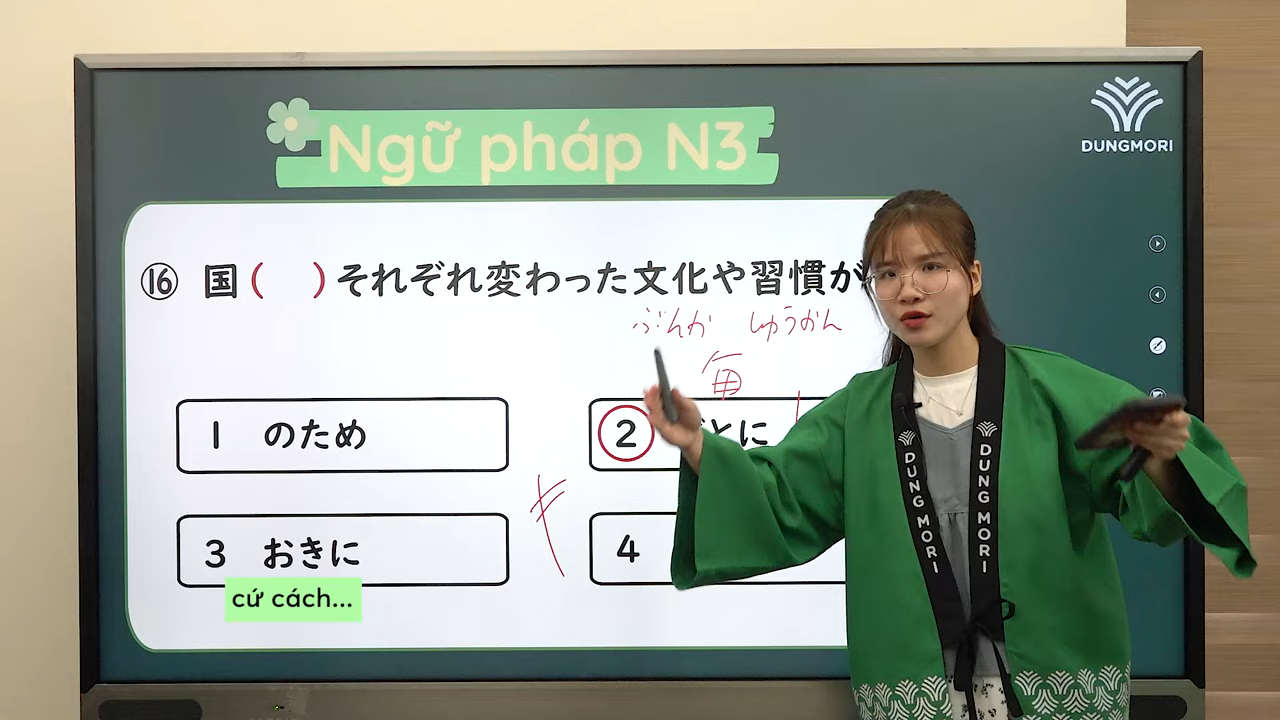 Ngữ pháp N3
DUNGMORI
⑯ 国( )それぞれ変わった文化や習慣が
ぶんか しゅうかん
毎
1 のため
2 とに
3 おきに
4
cứ cách...
DUNG MORI
DUNG MORI